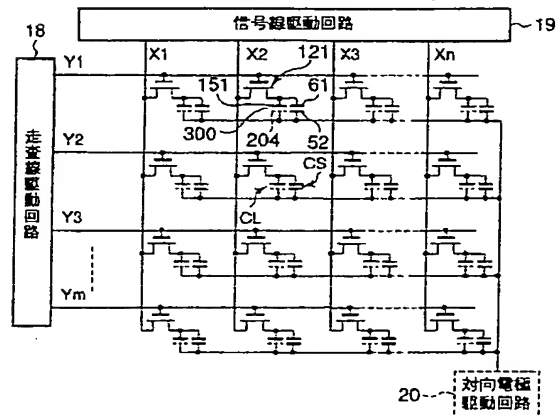 信号線駆動回路
19
18
X1 X2 X3 Xn
121
Y1
151
61
300
204
52
走査線駆動回路
Y2
CS
CL
Y3
Ym
20
対向電極
駆動回路